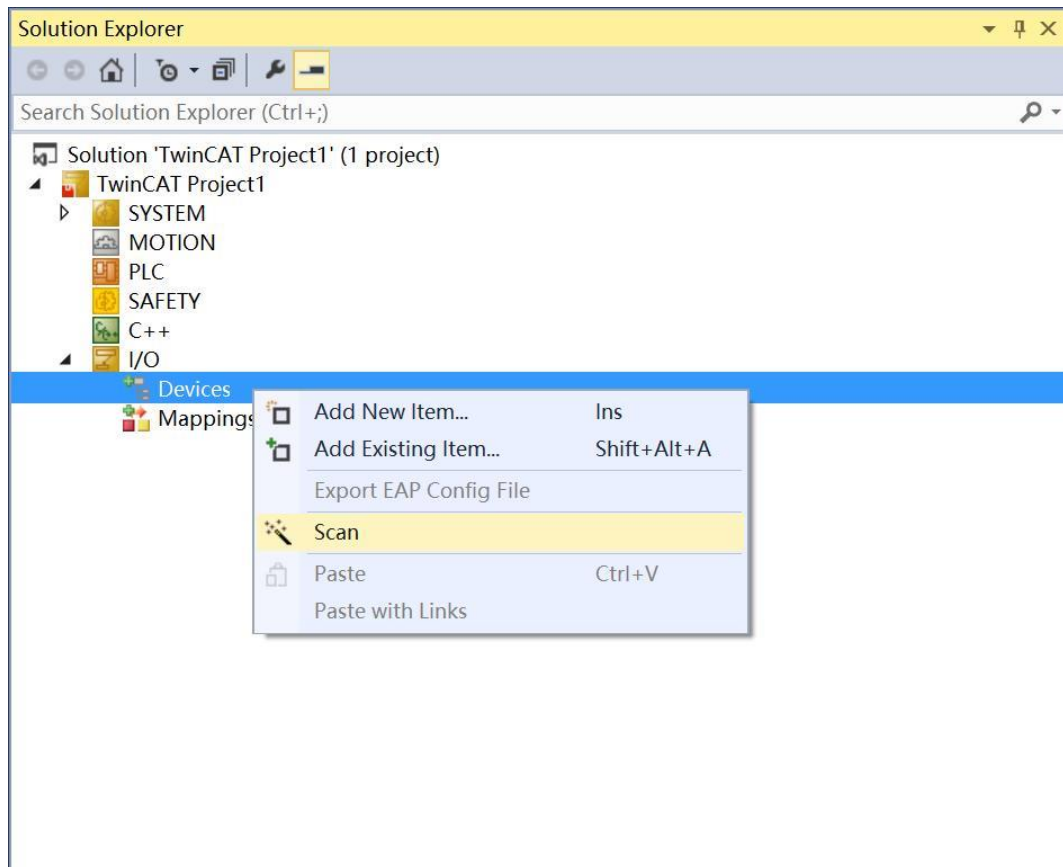 Solution Explorer
Search Solution Explorer (Ctrl+;)
Solution 'TwinCAT Project1' (1 project)
TwinCAT Project1
SYSTEM
MOTION
PLC
SAFETY
C++
I/O
Devices
Mappings
Add New Item... Ins
Add Existing Item... Shift+Alt+A
Export EAP Config File
Scan
Paste Ctrl+V
Paste with Links